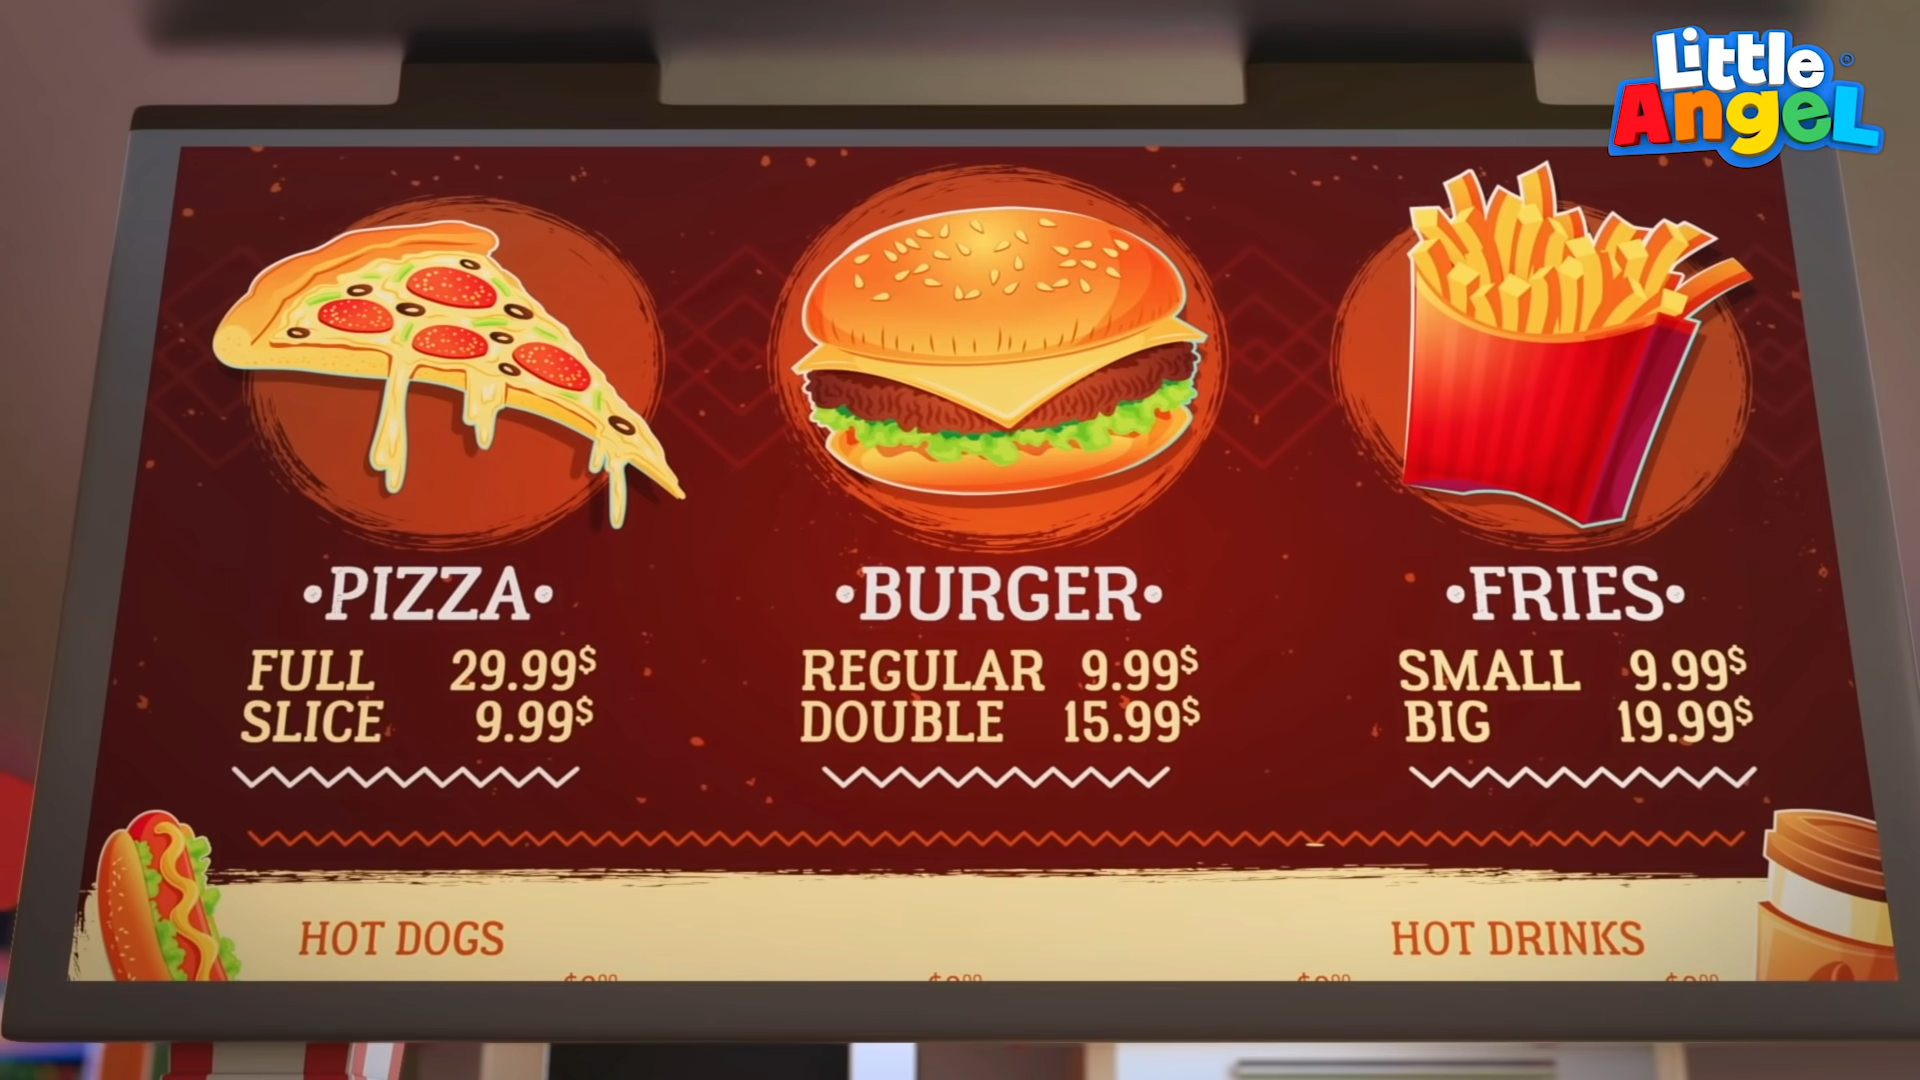 Little
Angel
•PIZZA•
FULL 29.99$
SLICE 9.99$
•BURGER•
REGULAR 9.99$
DOUBLE 15.99$
•FRIES•
SMALL 9.99$
BIG 19.99$
HOT DOGS
HOT DRINKS